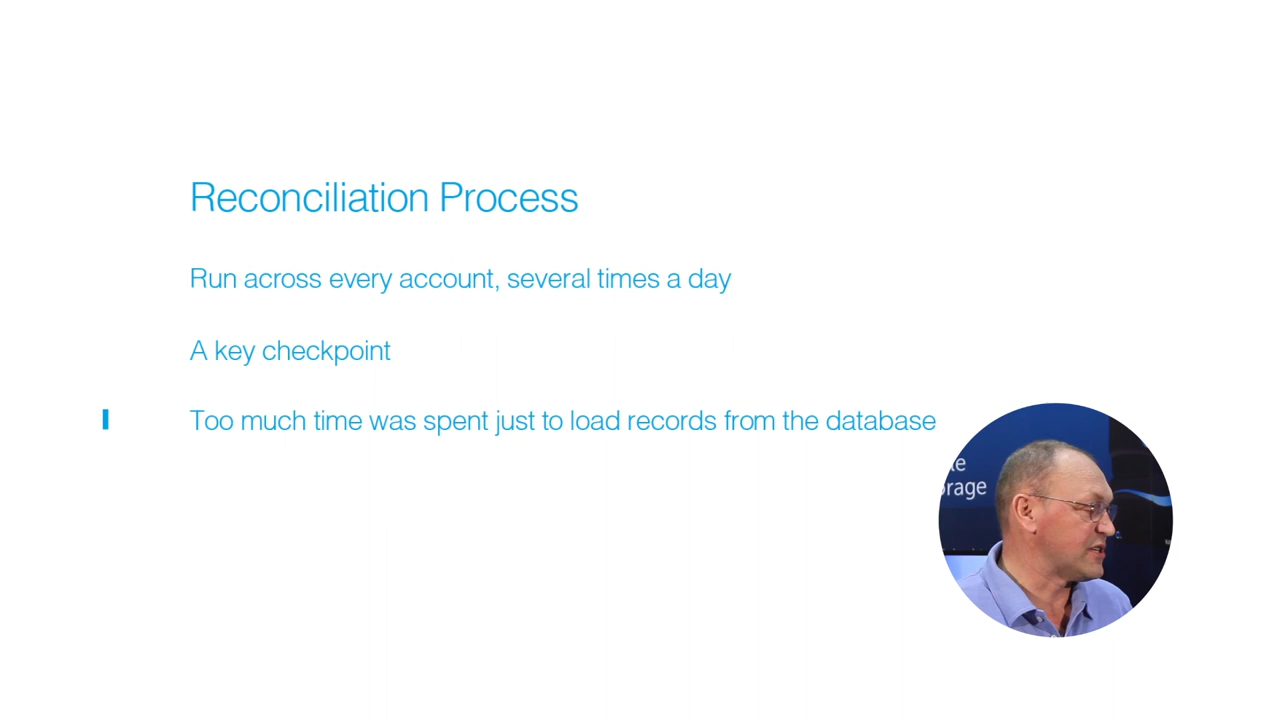 Reconciliation Process
Run across every account, several times a day
A key checkpoint
Too much time was spent just to load records from the database